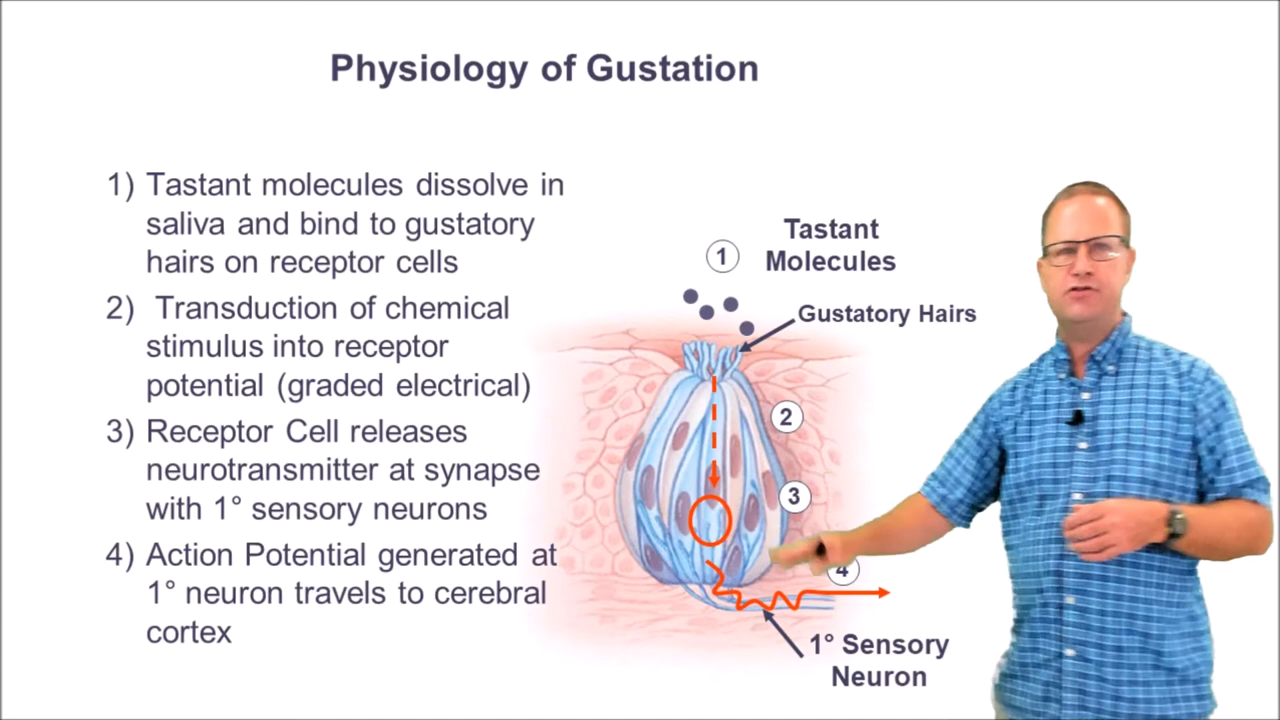 Physiology of Gustation
1) Tastant molecules dissolve in
saliva and bind to gustatory
hairs on receptor cells
2) Transduction of chemical
stimulus into receptor
potential (graded electrical)
3) Receptor Cell releases
neurotransmitter at synapse
with 1° sensory neurons
4) Action Potential generated at
1° neuron travels to cerebral
cortex
1
Tastant
Molecules
Gustatory Hairs
2
3
4
1° Sensory
Neuron